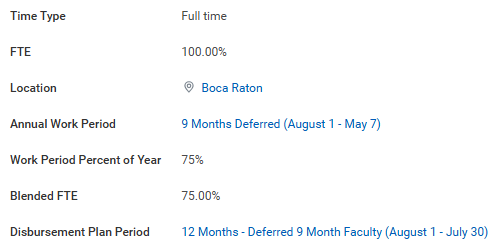 Time Type Full time
FTE 100.00%
Location Boca Raton
Annual Work Period 9 Months Deferred (August 1 - May 7)
Work Period Percent of Year 75%
Blended FTE 75.00%
Disbursement Plan Period 12 Months - Deferred 9 Month Faculty (August 1 - July 30)